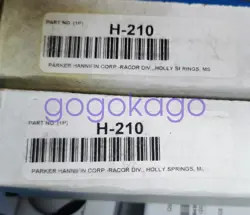 PART NO. (1P)
H-210
PARKER HANNIFIN CORP. RACOR DIV., HOLLY SPRINGS, MS
gogokago
PART NO. (1P)
H-210
PARKER HANNIFIN CORP. RACOR DIV., HOLLY SPRINGS, M